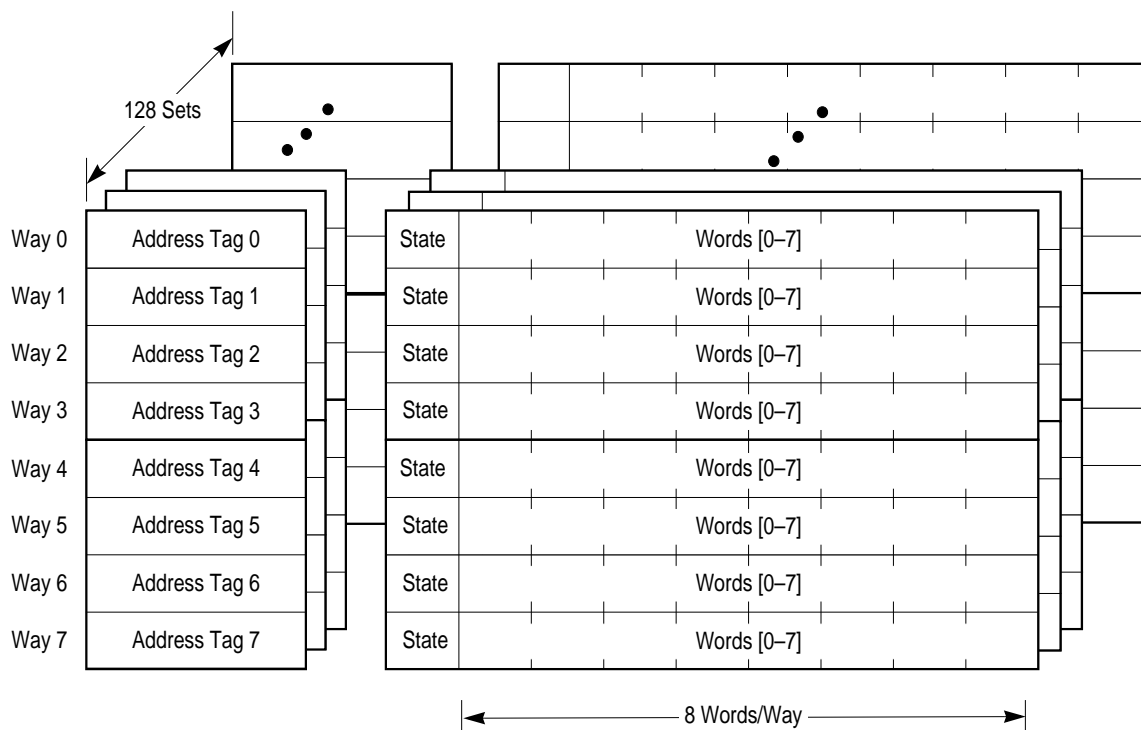 128 Sets
Way 0 Address Tag 0 State Words [0–7]
Way 1 Address Tag 1 State Words [0–7]
Way 2 Address Tag 2 State Words [0–7]
Way 3 Address Tag 3 State Words [0–7]
Way 4 Address Tag 4 State Words [0–7]
Way 5 Address Tag 5 State Words [0–7]
Way 6 Address Tag 6 State Words [0–7]
Way 7 Address Tag 7 State Words [0–7]
8 Words/Way